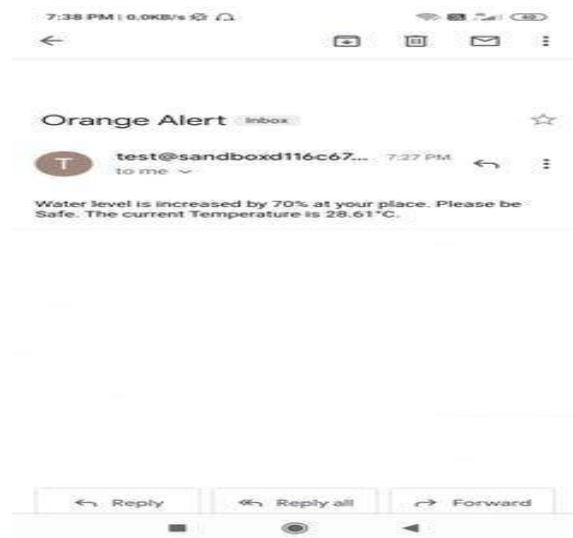 7:38 PM | 0.0KB/s
Orange Alert Inbox
T
test@sandboxd116c67... 7:27 PM
to me
Water level is increased by 70% at your place. Please be
Safe. The current Temperature is 28.61°C.
Reply Reply all Forward